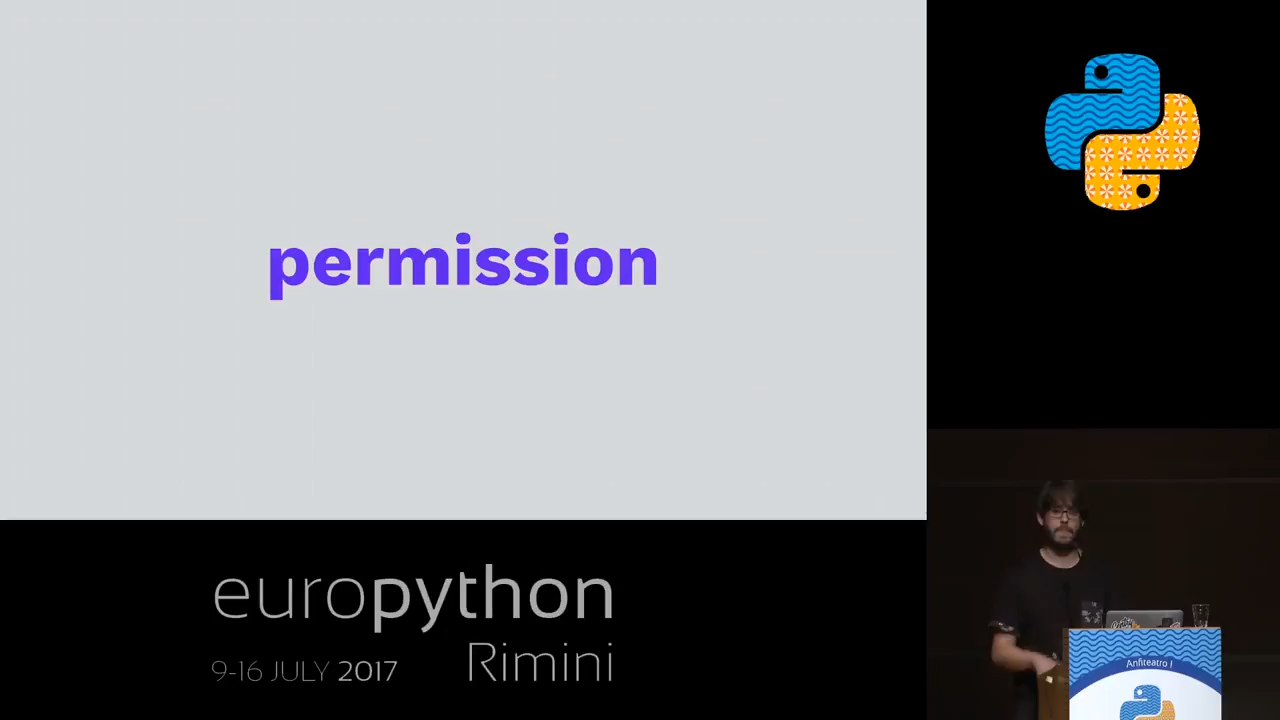 permission
europython
9-16 JULY 2017
Rimini
Anfiteatro I